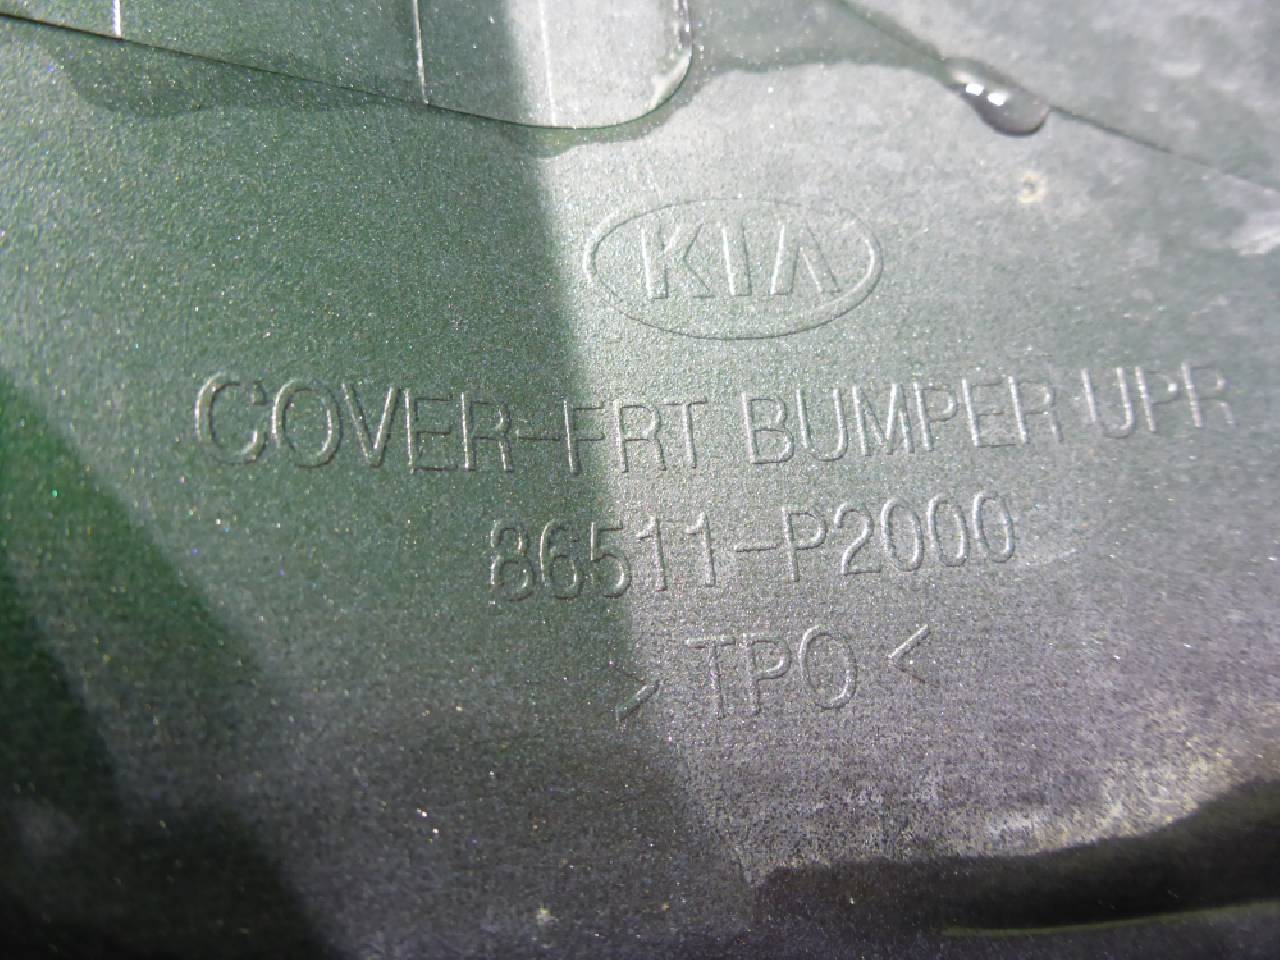 KIA
COVER-FRT BUMPER UPR
86511-P2000
> TPO <